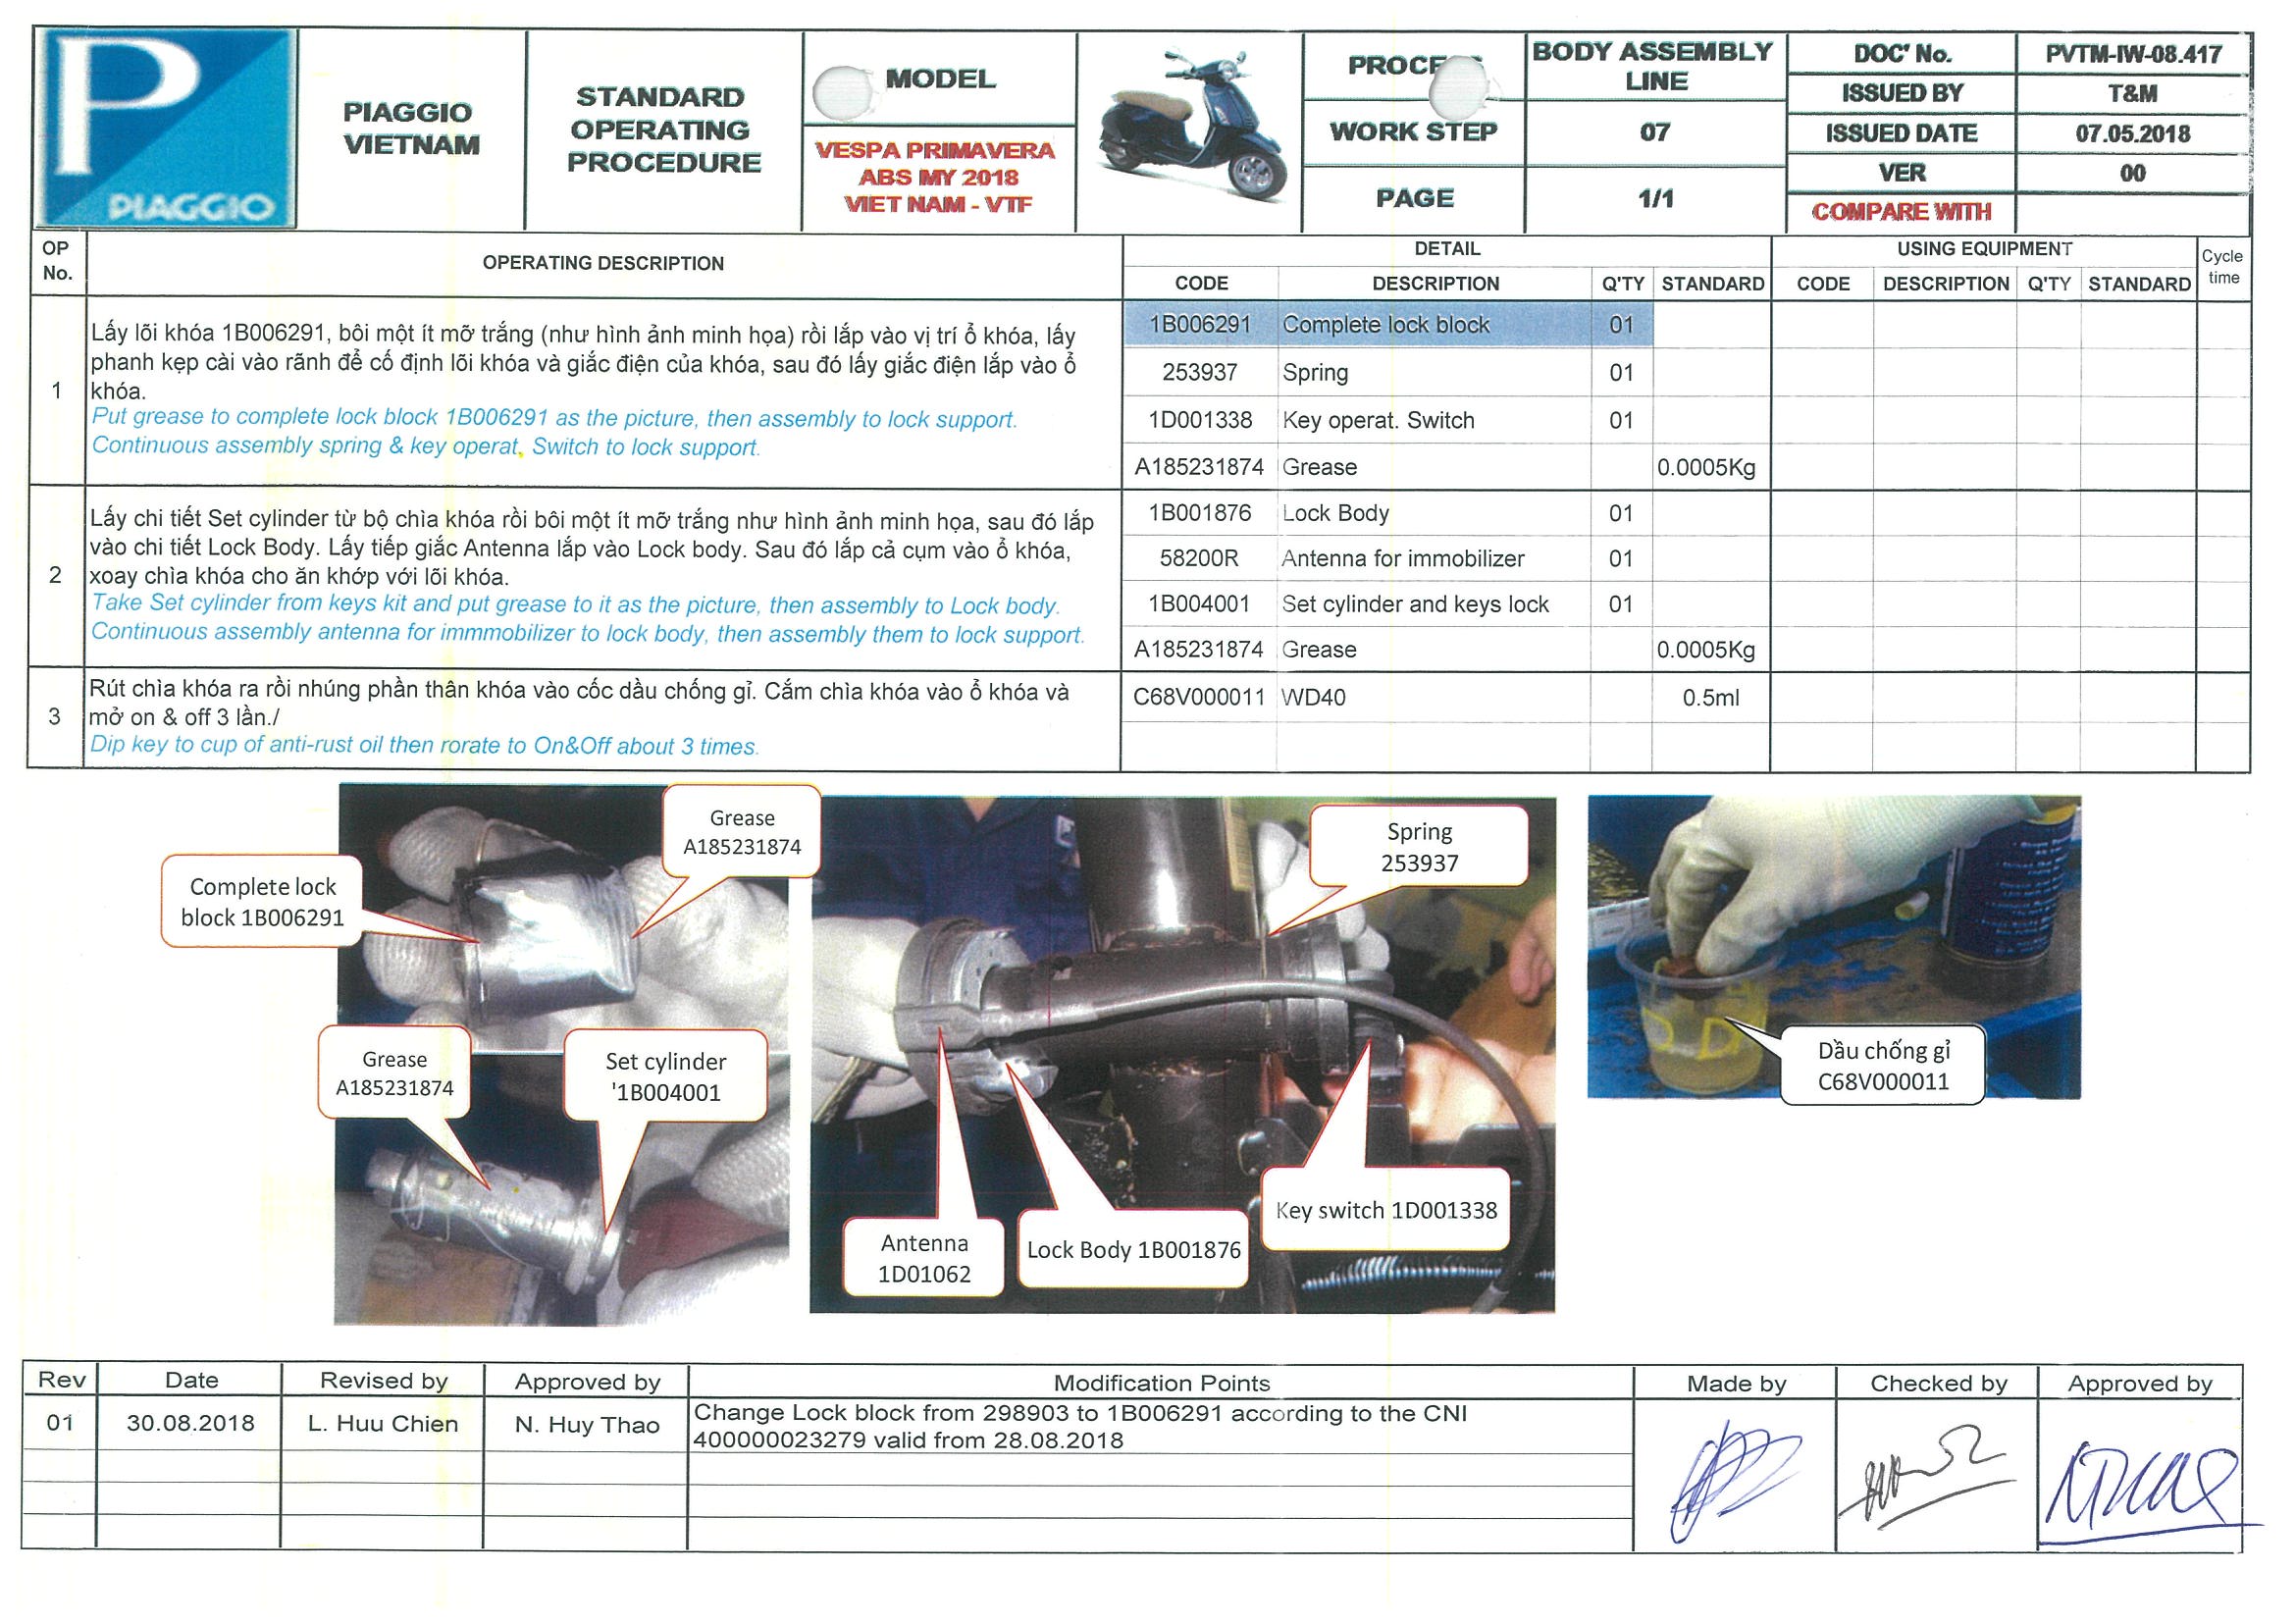 P
PIAGGIO
PIAGGIO
VIETNAM
STANDARD
OPERATING
PROCEDURE
MODEL
VESPA PRIMAVERA
ABS MY 2018
VIET NAM - VTF
BODY ASSEMBLY
LINE
WORK STEP
07
PAGE
1/1
DOC' No.
PVTM-IW-08.417
ISSUED BY
T&M
ISSUED DATE
07.05.2018
VER
00
COMPARE WITH
OP
No.
OPERATING DESCRIPTION
DETAIL
USING EQUIPMENT
Cycle
time
CODE
DESCRIPTION
Q'TY
STANDARD
CODE
DESCRIPTION
Q'TY
STANDARD
1
Lấy lõi khóa 1B006291, bôi một ít mỡ trắng (như hình ảnh minh họa) rồi lắp vào vị trí ổ khóa, lấy
phanh kẹp cài vào rãnh để cố định lõi khóa và giắc điện của khóa, sau đó lấy giắc điện lắp vào ổ
khóa.
Put grease to complete lock block 1B006291 as the picture, then assembly to lock support.
Continuous assembly spring & key operat, Switch to lock support.
1B006291 Complete lock block 01
253937 Spring 01
1D001338 Key operat. Switch 01
A185231874 Grease 0.0005Kg
2
Lấy chi tiết Set cylinder từ bộ chìa khóa rồi bôi một ít mỡ trắng như hình ảnh minh họa, sau đó lắp
vào chi tiết Lock Body. Lấy tiếp giắc Antenna lắp vào Lock body. Sau đó lắp cả cụm vào ổ khóa,
xoay chìa khóa cho ăn khớp với lõi khóa.
Take Set cylinder from keys kit and put grease to it as the picture, then assembly to Lock body.
Continuous assembly antenna for immmobilizer to lock body, then assembly them to lock support.
1B001876 Lock Body 01
58200R Antenna for immobilizer 01
1B004001 Set cylinder and keys lock 01
A185231874 Grease 0.0005Kg
3
Rút chìa khóa ra rồi nhúng phần thân khóa vào cốc dầu chống gỉ. Cắm chìa khóa vào ổ khóa và
mở on & off 3 lần./
Dip key to cup of anti-rust oil then rorate to On&Off about 3 times.
C68V000011 WD40 0.5ml
Grease
A185231874
Complete lock
block 1B006291
Grease
A185231874
Set cylinder
'1B004001
Spring
253937
Antenna
1D01062
Lock Body 1B001876
Key switch 1D001338
Dầu chống gỉ
C68V000011
Rev
Date
Revised by
Approved by
Modification Points
Made by
Checked by
Approved by
01
30.08.2018
L. Huu Chien
N. Huy Thao
Change Lock block from 298903 to 1B006291 according to the CNI
400000023279 valid from 28.08.2018